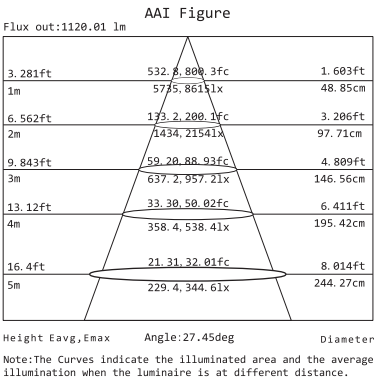 AAI Figure
Flux out:1120.01 lm
3.281ft 532.8,800.3fc 1.603ft
1m 5735,8615lx 48.85cm
6.562ft 133.2,200.1fc 3.206ft
2m 1434,2154lx 97.71cm
9.843ft 59.20,88.93fc 4.809ft
3m 637.2,957.2lx 146.56cm
13.12ft 33.30,50.02fc 6.411ft
4m 358.4,538.4lx 195.42cm
16.4ft 21.31,32.01fc 8.014ft
5m 229.4,344.6lx 244.27cm
Height Eavg,Emax Angle:27.45deg Diameter
Note:The Curves indicate the illuminated area and the average
illumination when the luminaire is at different distance.